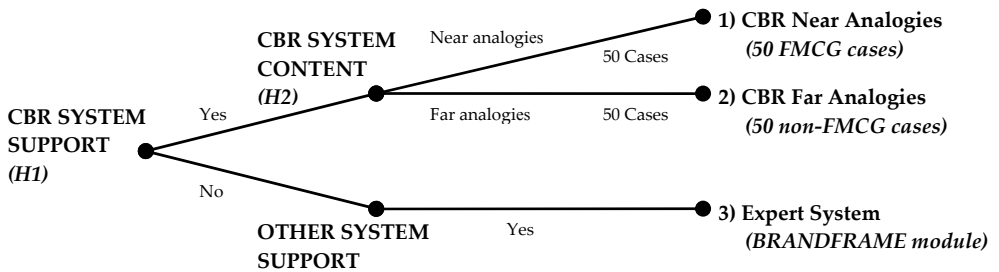 CBR SYSTEM
SUPPORT
(H1)
Yes
No
CBR SYSTEM
CONTENT
(H2)
Near analogies
50 Cases
Far analogies
50 Cases
OTHER SYSTEM
SUPPORT
Yes
1) CBR Near Analogies
(50 FMCG cases)
2) CBR Far Analogies
(50 non-FMCG cases)
3) Expert System
(BRANDFRAME module)